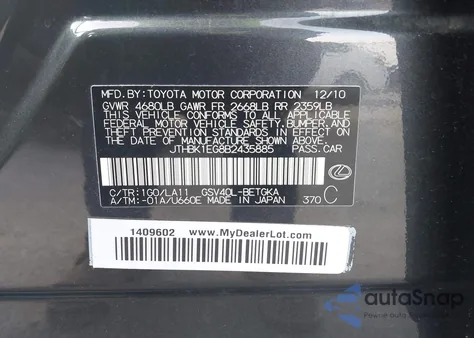 MFD.BY:TOYOTA MOTOR CORPORATION 12/10
GVWR 4680LB GAWR FR 2668LB RR 2359LB
THIS VEHICLE CONFORMS TO ALL APPLICABLE
FEDERAL MOTOR VEHICLE SAFETY, BUMPER, AND
THEFT PREVENTION STANDARDS IN EFFECT ON
THE DATE OF MANUFACTURE SHOWN ABOVE.
JTHBK1EG8B2435885 PASS.CAR
C/TR:1G0/LA11 GSV40L-BETGKA
A/TM:-01A/U660E MADE IN JAPAN 370 C
1409602 www.MyDealerLot.com
autoSnap